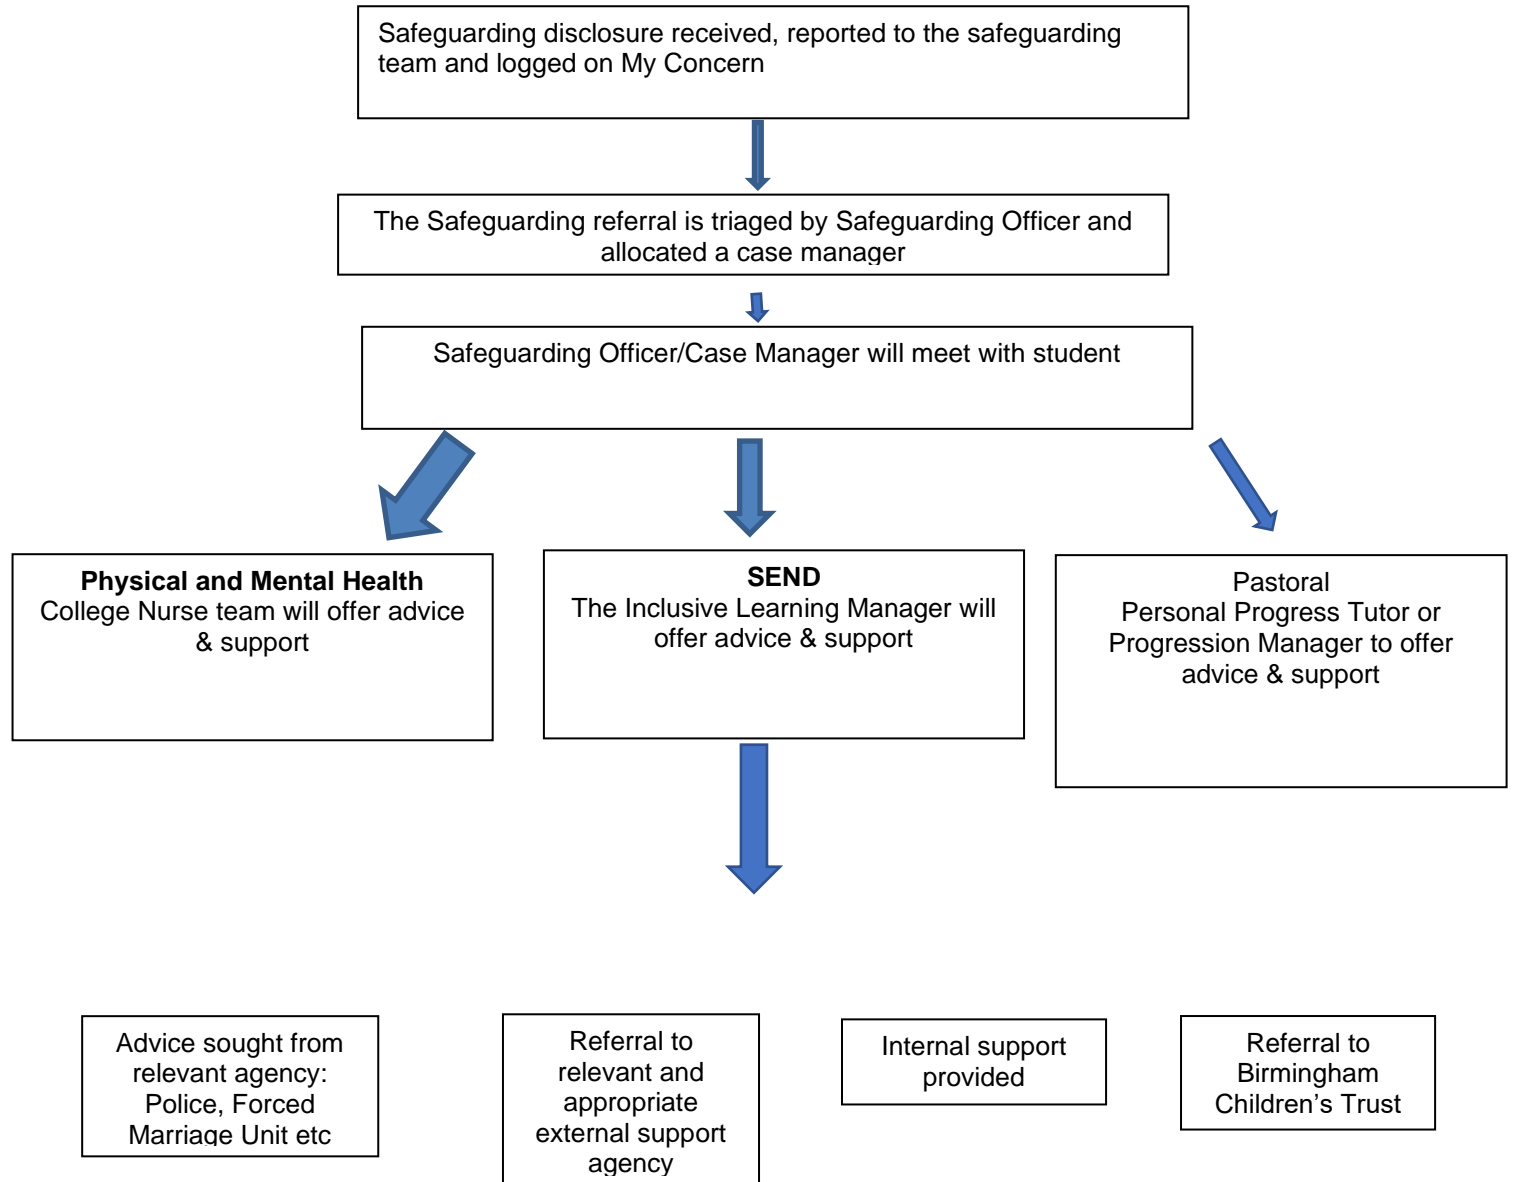 Safeguarding disclosure received, reported to the safeguarding
team and logged on My Concern
The Safeguarding referral is triaged by Safeguarding Officer and
allocated a case manager
Safeguarding Officer/Case Manager will meet with student
Physical and Mental Health
College Nurse team will offer advice
& support
SEND
The Inclusive Learning Manager will
offer advice & support
Pastoral
Personal Progress Tutor or
Progression Manager to offer
advice & support
Advice sought from
relevant agency:
Police, Forced
Marriage Unit etc
Referral to
relevant and
appropriate
external support
agency
Internal support
provided
Referral to
Birmingham
Children’s Trust